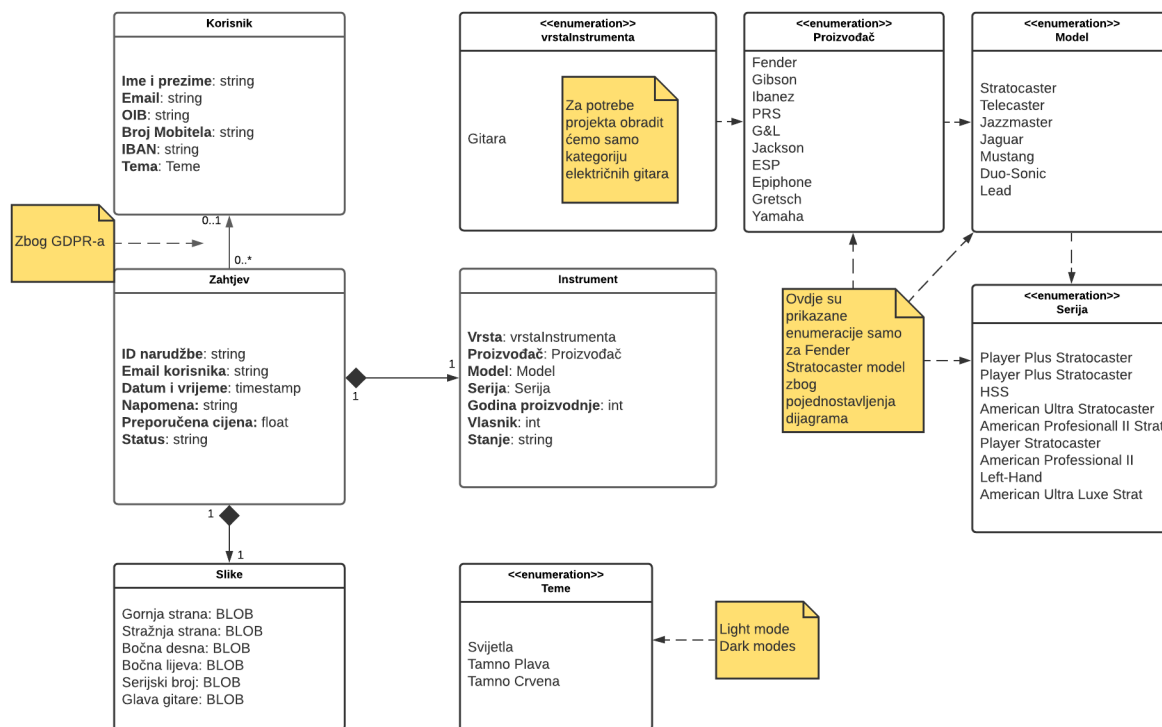 Korisnik
Ime i prezime: string
Email: string
OIB: string
Broj Mobitela: string
IBAN: string
Tema: Teme
<<enumeration>>
vrstaInstrumenta
Gitara
Za potrebe
projekta obradit
ćemo samo
kategoriju
električnih gitara
<<enumeration>>
Proizvođač
Fender
Gibson
Ibanez
PRS
G&L
Jackson
ESP
Epiphone
Gretsch
Yamaha
<<enumeration>>
Model
Stratocaster
Telecaster
Jazzmaster
Jaguar
Mustang
Duo-Sonic
Lead
Zbog GDPR-a
0..1
0..*
Zahtjev
ID narudžbe: string
Email korisnika: string
Datum i vrijeme: timestamp
Napomena: string
Preporučena cijena: float
Status: string
1
1
Instrument
Vrsta: vrstaInstrumenta
Proizvođač: Proizvođač
Model: Model
Serija: Serija
Godina proizvodnje: int
Vlasnik: int
Stanje: string
Ovdje su
prikazane
enumeracije samo
za Fender
Stratocaster model
zbog
pojednostavljenja
dijagrama
<<enumeration>>
Serija
Player Plus Stratocaster
Player Plus Stratocaster
HSS
American Ultra Stratocaster
American Profesionall II Strat
Player Stratocaster
American Professional II
Left-Hand
American Ultra Luxe Strat
1
1
Slike
Gornja strana: BLOB
Stražnja strana: BLOB
Bočna desna: BLOB
Bočna lijeva: BLOB
Serijski broj: BLOB
Glava gitare: BLOB
<<enumeration>>
Teme
Svijetla
Tamno Plava
Tamno Crvena
Light mode
Dark modes